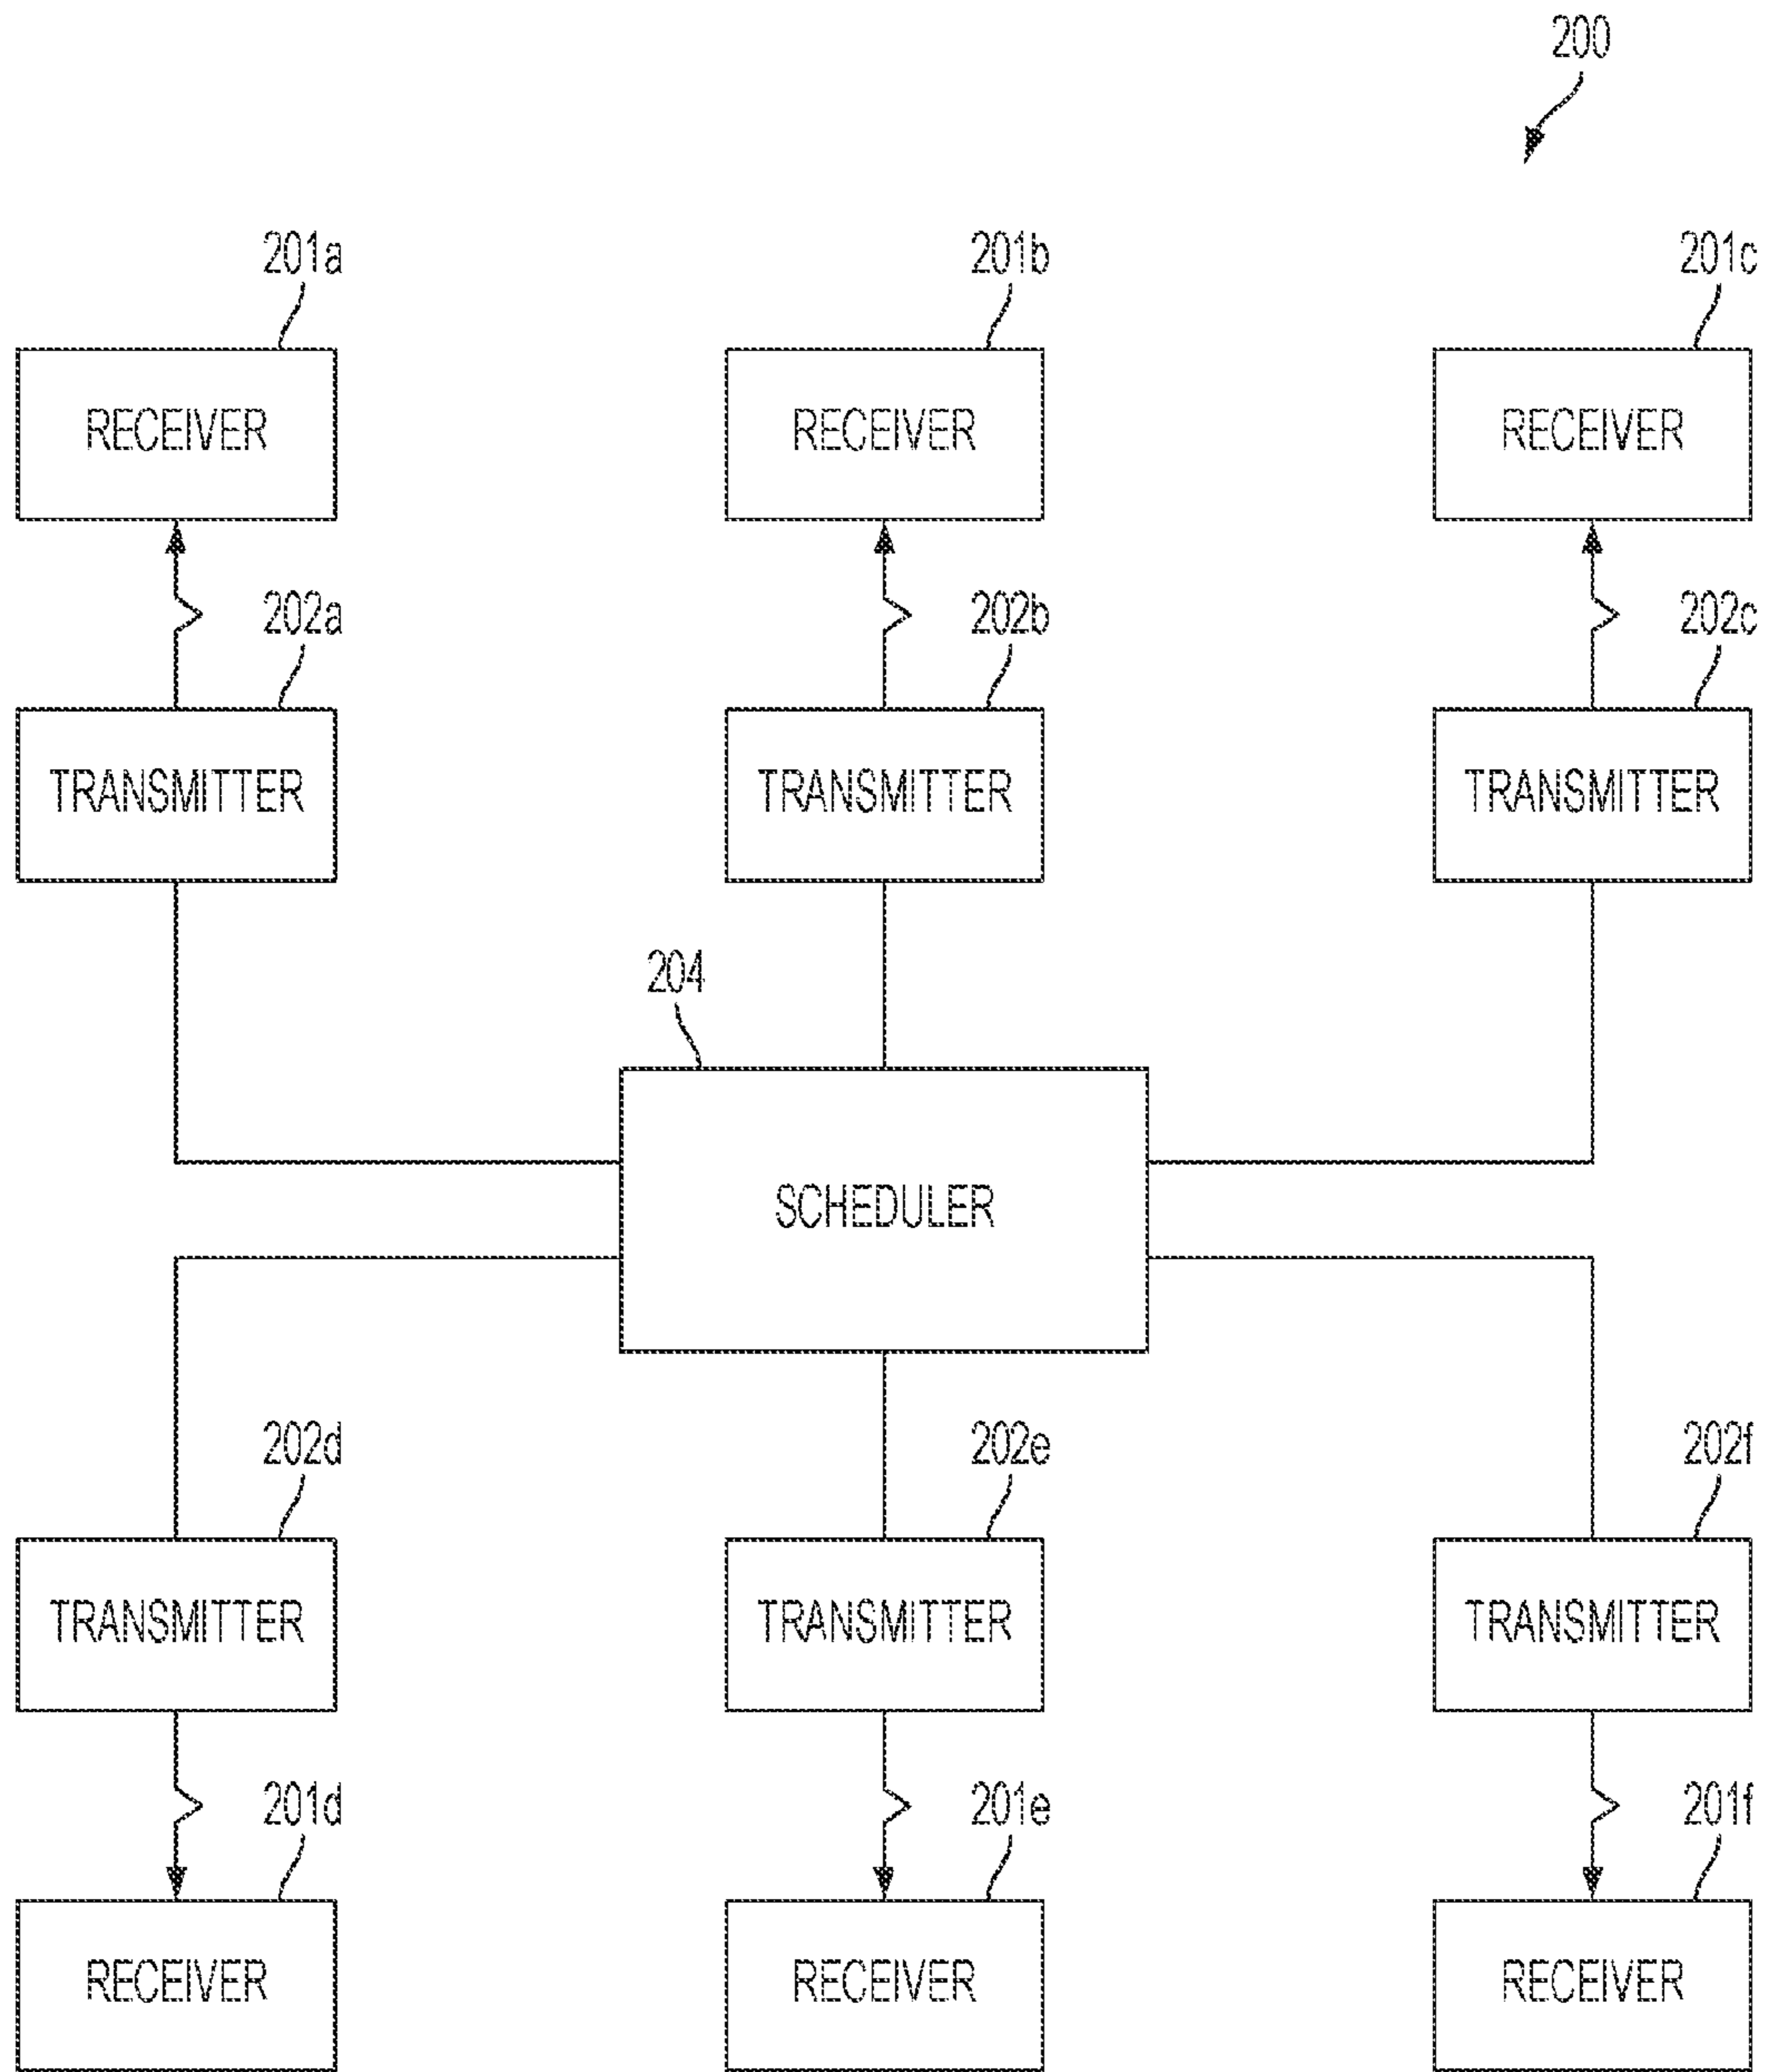 200
201a 201b 201c
RECEIVER RECEIVER RECEIVER
202a 202b 202c
TRANSMITTER TRANSMITTER TRANSMITTER
204
SCHEDULER
202d 202e 202f
TRANSMITTER TRANSMITTER TRANSMITTER
201d 201e 201f
RECEIVER RECEIVER RECEIVER